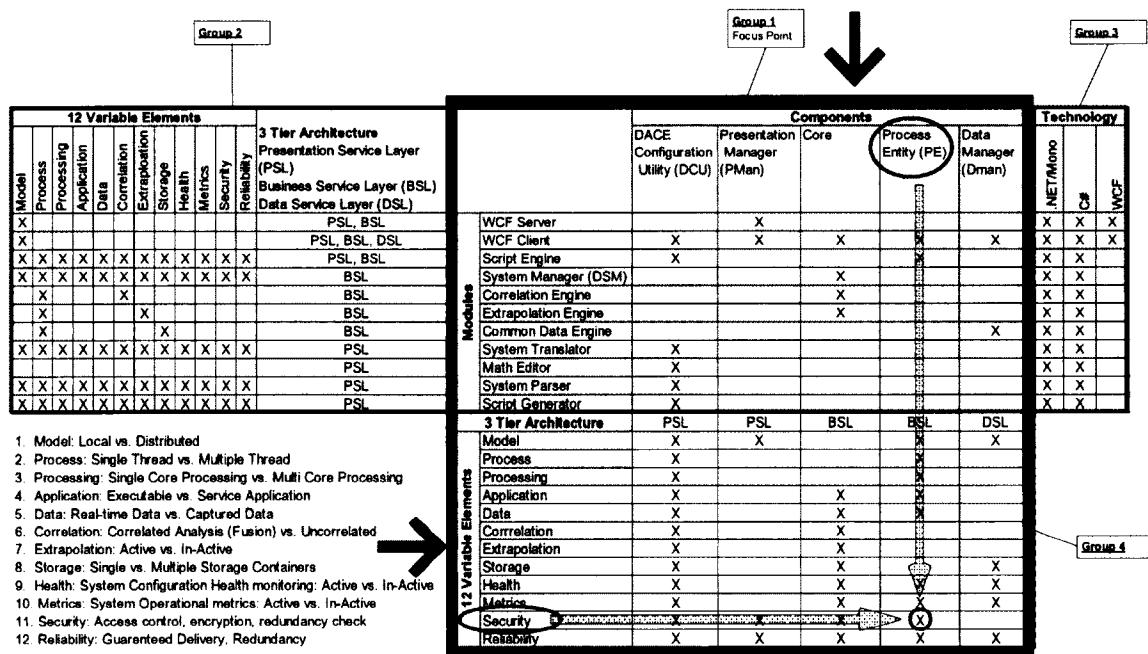 Group 2
Group 1
Focus Point
Group 3
12 Variable Elements
Model
Process
Processing
Application
Data
Correlation
Extraploation
Storage
Health
Metrics
Security
Reliability
3 Tier Architecture
Presentation Service Layer
(PSL)
Business Service Layer (BSL)
Data Service Layer (DSL)
Components
DACE
Configuration
Utility (DCU)
Presentation
Manager
(PMan)
Core
Process
Entity (PE)
Data
Manager
(Dman)
Technology
.NET/Mono
C#
WCF
Modules
X PSL, BSL WCF Server X X X X
X PSL, BSL, DSL WCF Client X X X X X X X X
X X X X X X X X X X X X PSL, BSL Script Engine X X X X
X X X X X X X X X X X X BSL System Manager (DSM) X X X
X X BSL Correlation Engine X X X
X X BSL Extrapolation Engine X X X
X X BSL Common Data Engine X X X
X X X X X X X X X X X X PSL System Translator X X X
PSL Math Editor X X X
X X X X X X X X X X X X PSL System Parser X X X
X X X X X X X X X X X X PSL Script Generator X X X
3 Tier Architecture PSL PSL BSL BSL DSL
12 Variable Elements
Model X X X X
Process X X
Processing X X
Application X X X
Data X X X
Corrrelation X X
Extrapolation X X
Storage X X X
Health X X X X
Metrics X X X X
Security X X X X
Reliability X X X X X
1. Model: Local vs. Distributed
2. Process: Single Thread vs. Multiple Thread
3. Processing: Single Core Processing vs. Multi Core Processing
4. Application: Executable vs. Service Application
5. Data: Real-time Data vs. Captured Data
6. Correlation: Correlated Analysis (Fusion) vs. Uncorrelated
7. Extrapolation: Active vs. In-Active
8. Storage: Single vs. Multiple Storage Containers
9. Health: System Configuration Health monitoring: Active vs. In-Active
10. Metrics: System Operational metrics: Active vs. In-Active
11. Security: Access control, encryption, redundancy check
12. Reliability: Guarenteed Delivery, Redundancy
Group 4